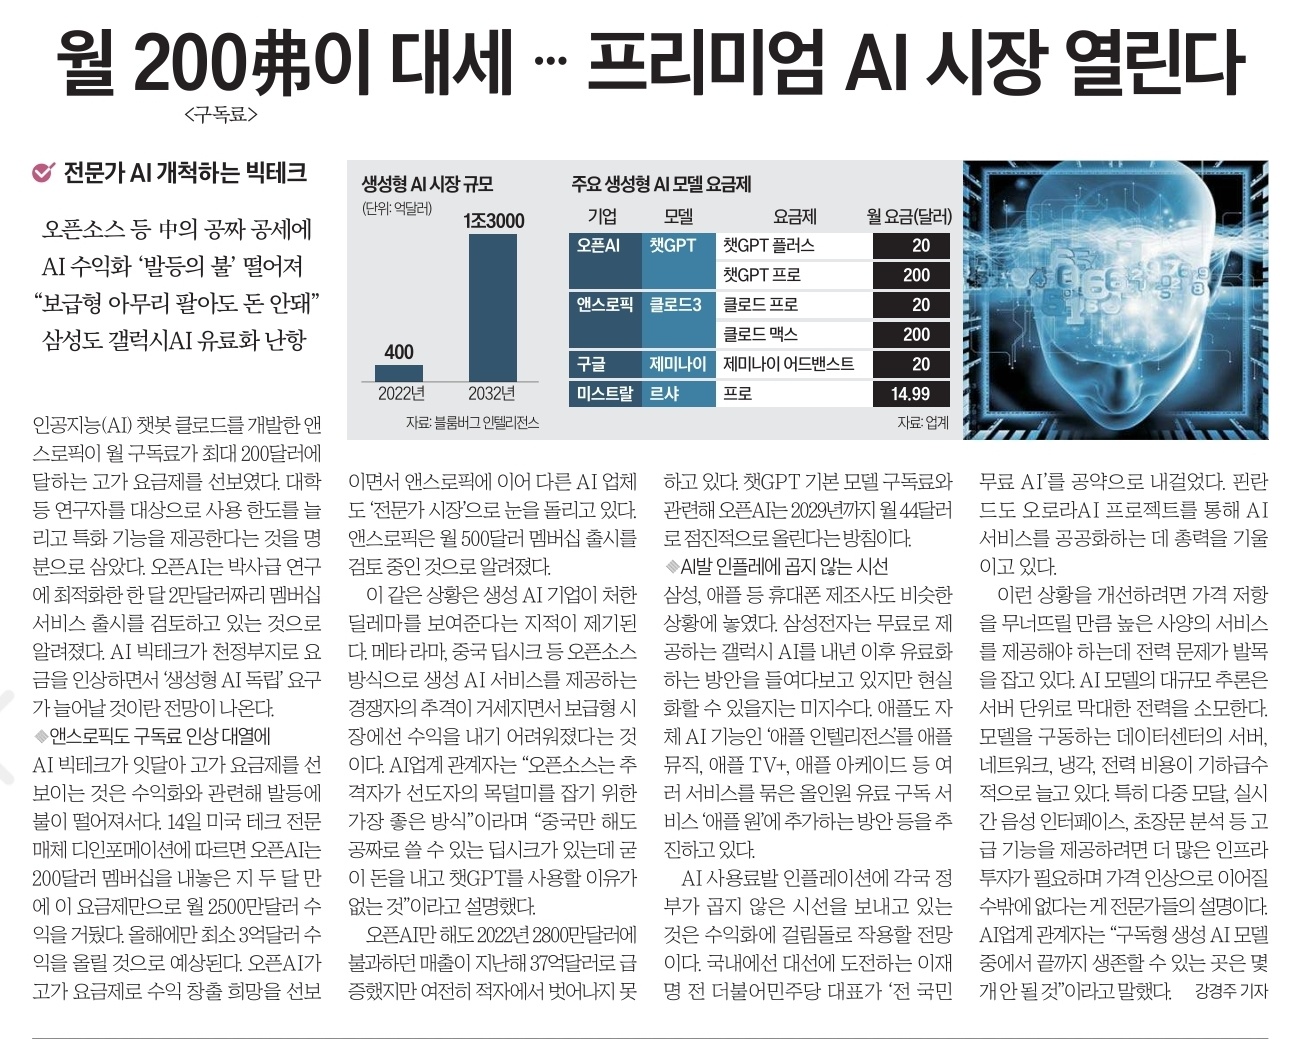 월 200弗이 대세 … 프리미엄 AI 시장 열린다
<구독료>
전문가 AI 개척하는 빅테크
오픈소스 등 中의 공짜 공세에
AI 수익화 ‘발등의 불’ 떨어져
“보급형 아무리 팔아도 돈 안돼”
삼성도 갤럭시AI 유료화 난항
생성형 AI 시장 규모
(단위: 억달러)
1조3000
400
2022년 2032년
자료: 블룸버그 인텔리전스
주요 생성형 AI 모델 요금제
기업 모델 요금제 월 요금(달러)
오픈AI 챗GPT 챗GPT 플러스 20
챗GPT 프로 200
앤스로픽 클로드3 클로드 프로 20
클로드 맥스 200
구글 제미나이 제미나이 어드밴스트 20
미스트랄 르샤 프로 14.99
자료: 업계
인공지능(AI) 챗봇 클로드를 개발한 앤
스로픽이 월 구독료가 최대 200달러에
달하는 고가 요금제를 선보였다. 대학
등 연구자를 대상으로 사용 한도를 늘
리고 특화 기능을 제공한다는 것을 명
분으로 삼았다. 오픈AI는 박사급 연구
에 최적화한 한 달 2만달러짜리 멤버십
서비스 출시를 검토하고 있는 것으로
알려졌다. AI 빅테크가 천정부지로 요
금을 인상하면서 ‘생성형 AI 독립’ 요구
가 늘어날 것이란 전망이 나온다.
◆앤스로픽도 구독료 인상 대열에
AI 빅테크가 잇달아 고가 요금제를 선
보이는 것은 수익화와 관련해 발등에
불이 떨어져서다. 14일 미국 테크 전문
매체 디인포메이션에 따르면 오픈AI는
200달러 멤버십을 내놓은 지 두 달 만
에 이 요금제만으로 월 2500만달러 수
익을 거뒀다. 올해에만 최소 3억달러 수
익을 올릴 것으로 예상된다. 오픈AI가
고가 요금제로 수익 창출 희망을 선보
이면서 앤스로픽에 이어 다른 AI 업체
도 ‘전문가 시장’으로 눈을 돌리고 있다.
앤스로픽은 월 500달러 멤버십 출시를
검토 중인 것으로 알려졌다.
이 같은 상황은 생성 AI 기업이 처한
딜레마를 보여준다는 지적이 제기된
다. 메타 라마, 중국 딥시크 등 오픈소스
방식으로 생성 AI 서비스를 제공하는
경쟁자의 추격이 거세지면서 보급형 시
장에선 수익을 내기 어려워졌다는 것
이다. AI업계 관계자는 “오픈소스는 추
격자가 선도자의 목덜미를 잡기 위한
가장 좋은 방식”이라며 “중국만 해도
공짜로 쓸 수 있는 딥시크가 있는데 굳
이 돈을 내고 챗GPT를 사용할 이유가
없는 것”이라고 설명했다.
오픈AI만 해도 2022년 2800만달러에
불과하던 매출이 지난해 37억달러로 급
증했지만 여전히 적자에서 벗어나지 못
하고 있다. 챗GPT 기본 모델 구독료와
관련해 오픈AI는 2029년까지 월 44달러
로 점진적으로 올린다는 방침이다.
◆AI발 인플레에 곱지 않는 시선
삼성, 애플 등 휴대폰 제조사도 비슷한
상황에 놓였다. 삼성전자는 무료로 제
공하는 갤럭시 AI를 내년 이후 유료화
하는 방안을 들여다보고 있지만 현실
화할 수 있을지는 미지수다. 애플도 자
체 AI 기능인 ‘애플 인텔리전스’를 애플
뮤직, 애플 TV+, 애플 아케이드 등 여
러 서비스를 묶은 올인원 유료 구독 서
비스 ‘애플 원’에 추가하는 방안 등을 추
진하고 있다.
AI 사용료발 인플레이션에 각국 정
부가 곱지 않은 시선을 보내고 있는
것은 수익화에 걸림돌로 작용할 전망
이다. 국내에선 대선에 도전하는 이재
명 전 더불어민주당 대표가 ‘전 국민
무료 AI’를 공약으로 내걸었다. 핀란
드도 오로라AI 프로젝트를 통해 AI
서비스를 공공화하는 데 총력을 기울
이고 있다.
이런 상황을 개선하려면 가격 저항
을 무너뜨릴 만큼 높은 사양의 서비스
를 제공해야 하는데 전력 문제가 발목
을 잡고 있다. AI 모델의 대규모 추론은
서버 단위로 막대한 전력을 소모한다.
모델을 구동하는 데이터센터의 서버,
네트워크, 냉각, 전력 비용이 기하급수
적으로 늘고 있다. 특히 다중 모달, 실시
간 음성 인터페이스, 초장문 분석 등 고
급 기능을 제공하려면 더 많은 인프라
투자가 필요하며 가격 인상으로 이어질
수밖에 없다는 게 전문가들의 설명이다.
AI업계 관계자는 “구독형 생성 AI 모델
중에서 끝까지 생존할 수 있는 곳은 몇
개 안 될 것”이라고 말했다. 강경주 기자